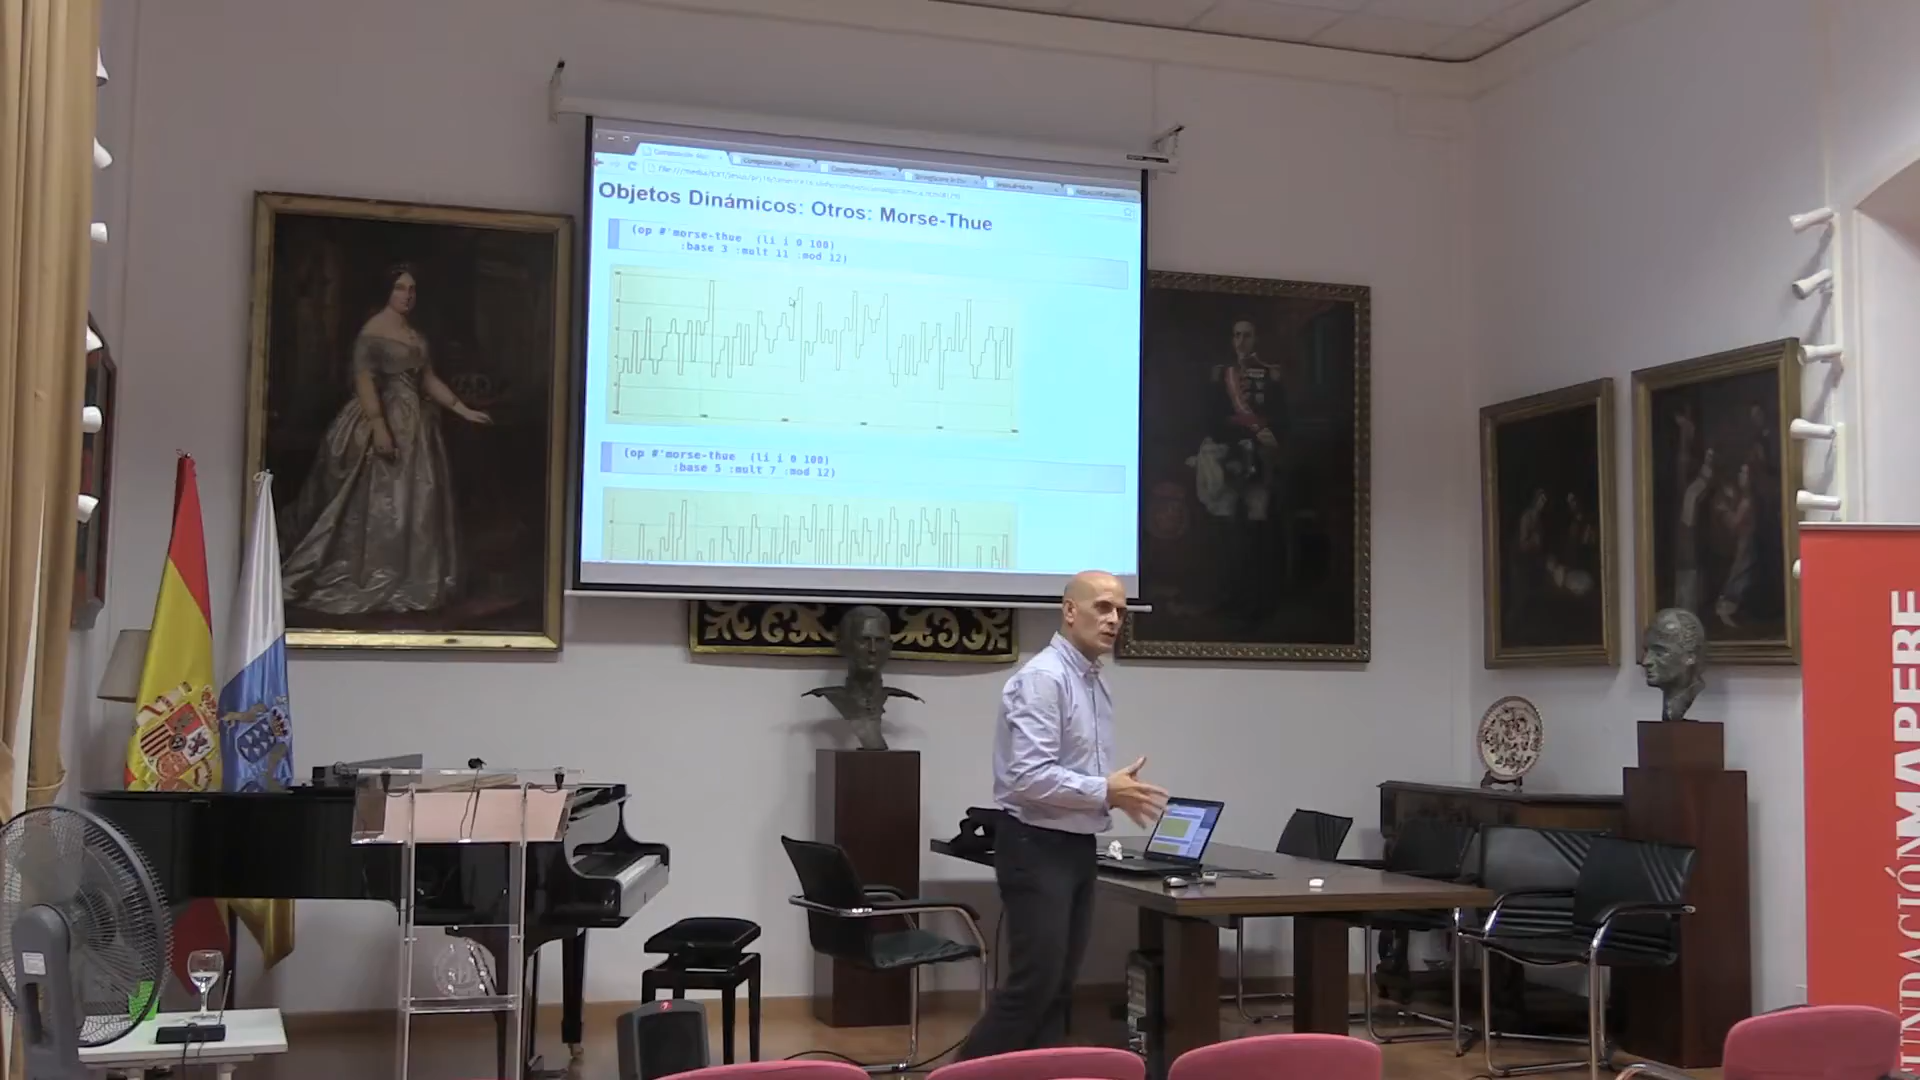 Objetos Dinámicos: Otros: Morse-Thue
(op #'morse-thue (li i 0 100)
:base 3 :mult 11 :mod 12)
(op #'morse-thue (li i 0 100)
:base 5 :mult 7 :mod 12)
FUNDACIÓNMAPFRE